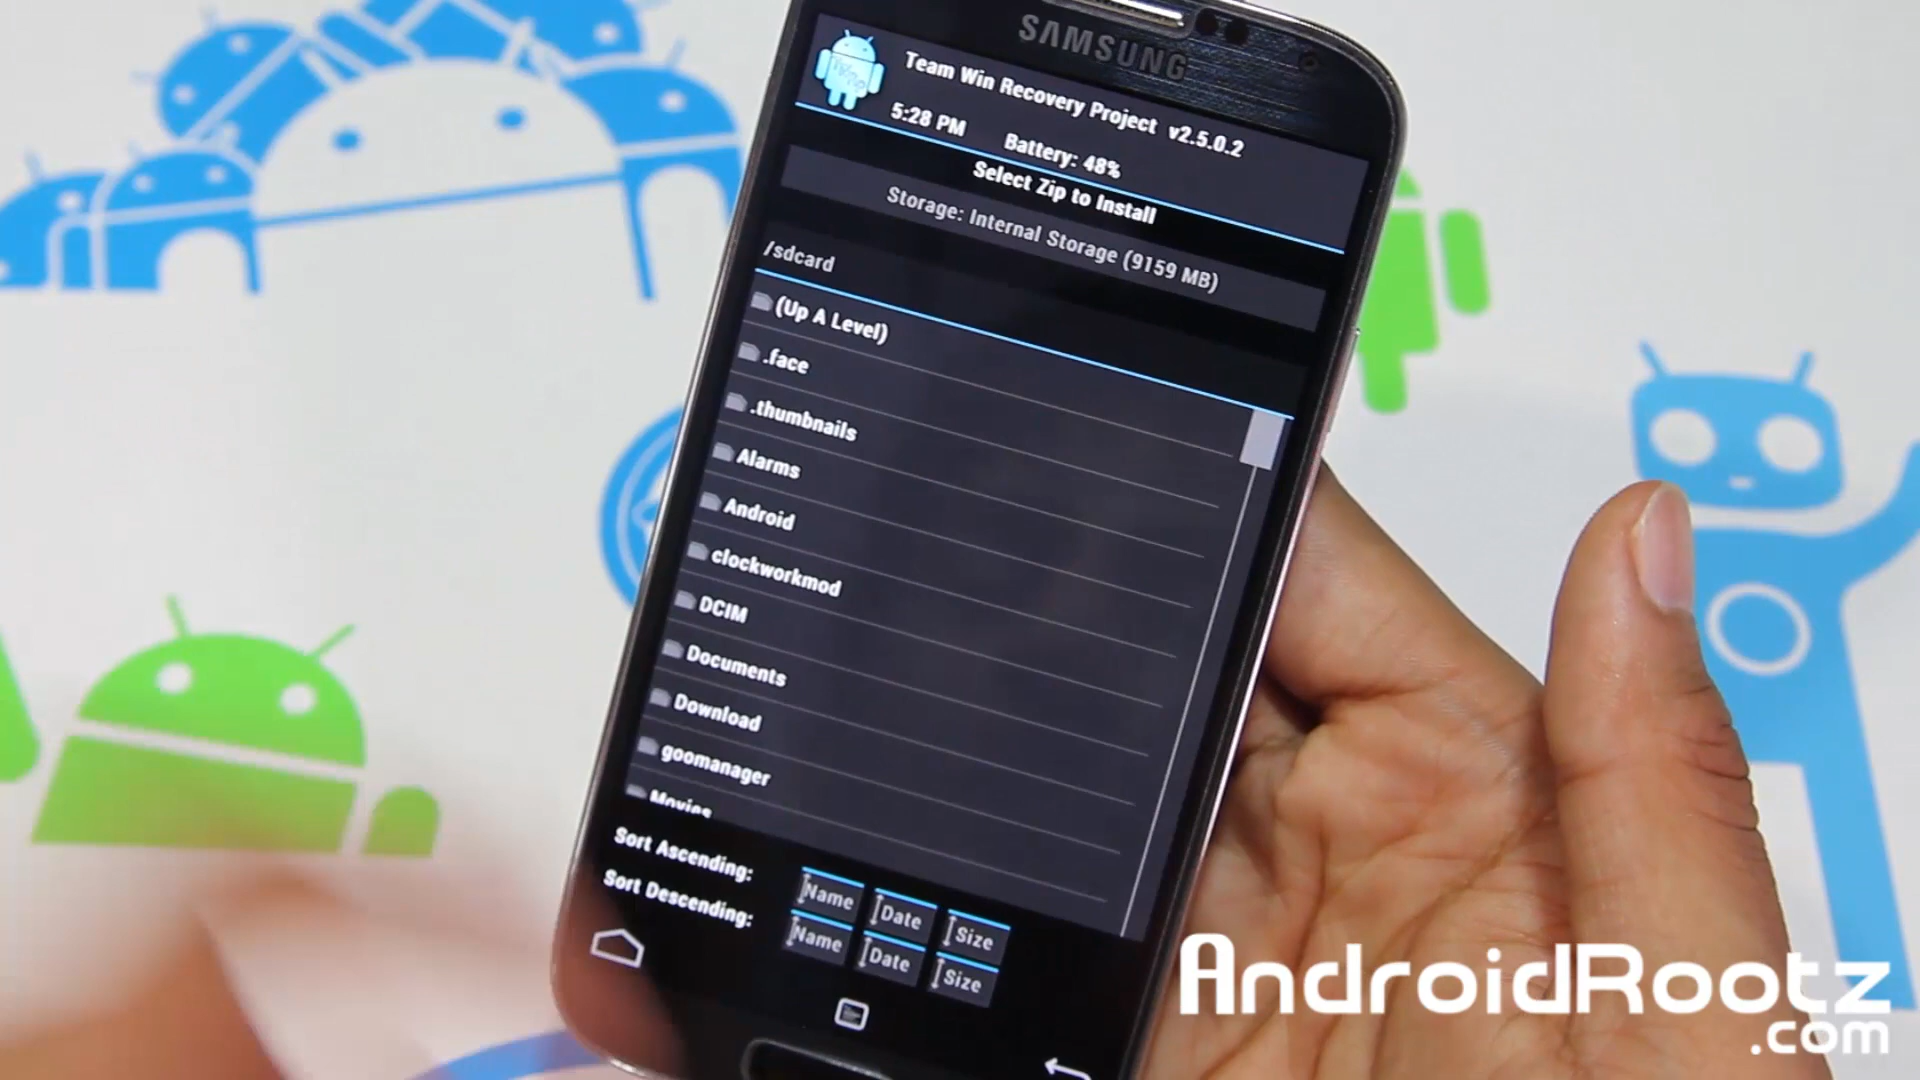 SAMSUNG
Team Win Recovery Project v2.5.0.2
5:28 PM Battery: 48%
Select Zip to Install
Storage: Internal Storage (9159 MB)
/sdcard
(Up A Level)
.face
.thumbnails
Alarms
Android
clockworkmod
DCIM
Documents
Download
goomanager
Movies
Sort Ascending: Name Date Size
Sort Descending: Name Date Size
AndroidRootz
.com